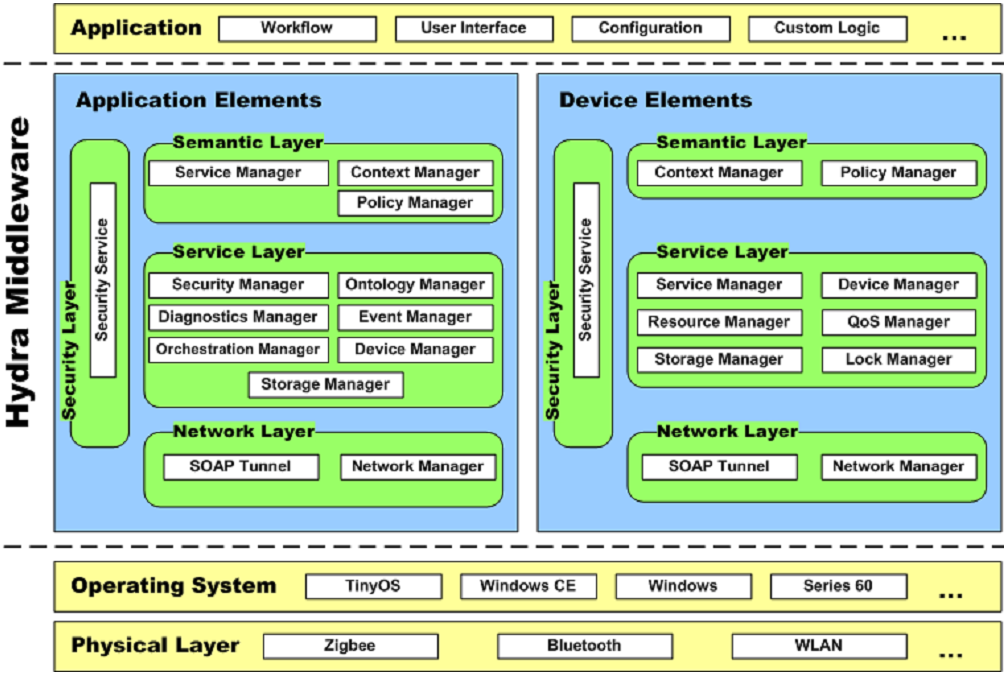 Application
Workflow
User Interface
Configuration
Custom Logic
...
Hydra Middleware
Application Elements
Security Layer
Security Service
Semantic Layer
Service Manager
Context Manager
Policy Manager
Service Layer
Security Manager
Ontology Manager
Diagnostics Manager
Event Manager
Orchestration Manager
Device Manager
Storage Manager
Network Layer
SOAP Tunnel
Network Manager
Device Elements
Security Layer
Security Service
Semantic Layer
Context Manager
Policy Manager
Service Layer
Service Manager
Device Manager
Resource Manager
QoS Manager
Storage Manager
Lock Manager
Network Layer
SOAP Tunnel
Network Manager
Operating System
TinyOS
Windows CE
Windows
Series 60
...
Physical Layer
Zigbee
Bluetooth
WLAN
...